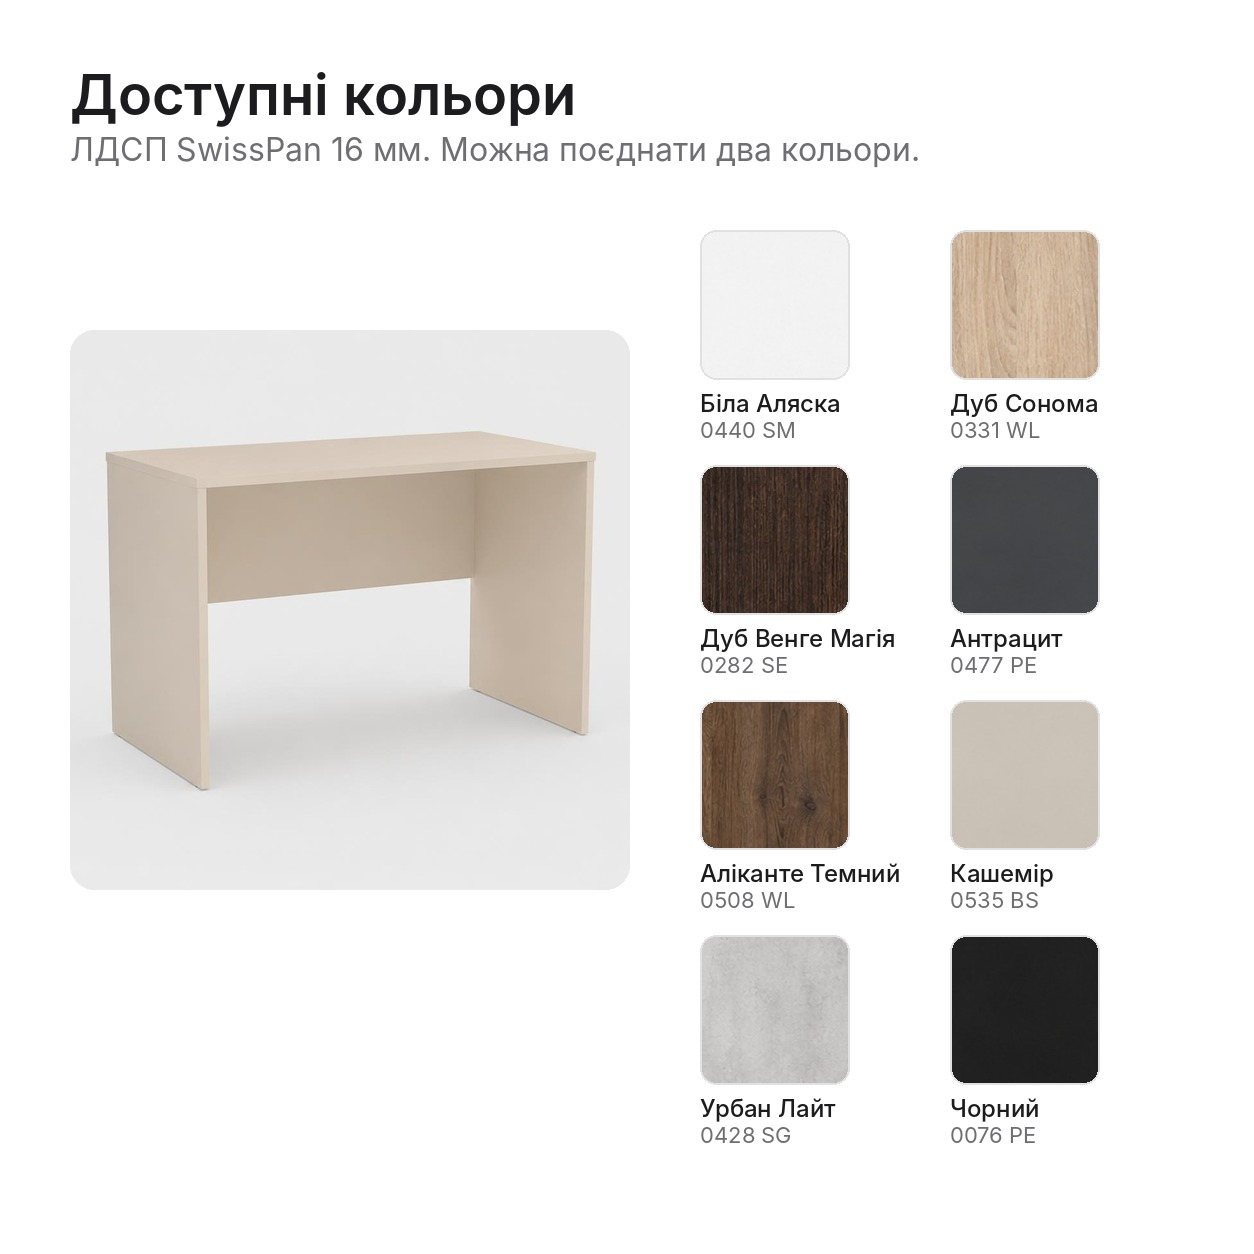 Доступні кольори
ЛДСП SwissPan 16 мм. Можна поєднати два кольори.
Біла Аляска
0440 SM
Дуб Сонома
0331 WL
Дуб Венге Магія
0282 SE
Антрацит
0477 PE
Аліканте Темний
0508 WL
Кашемір
0535 BS
Урбан Лайт
0428 SG
Чорний
0076 PE